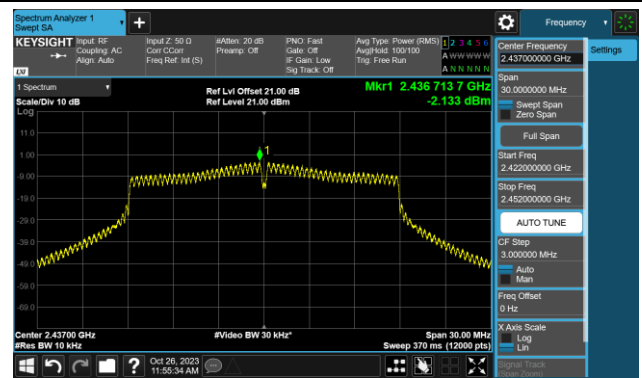 Spectrum Analyzer 1
Swept SA
+
Frequency
KEYSIGHT
Input: RF
Coupling: AC
Align: Auto
Input Z: 50 Ω
Corr CCorr
Freq Ref: Int (S)
#Atten: 20 dB
Preamp: Off
PNO: Fast
Gate: Off
IF Gain: Low
Sig Track: Off
Avg Type: Power (RMS)
Avg|Hold: 100/100
Trig: Free Run
1 2 3 4 5 6
A W W W W W
A N N N N N
LXI
1 Spectrum
Scale/Div 10 dB
Log
Ref Lvl Offset 21.00 dB
Ref Level 21.00 dBm
Mkr1 2.436 713 7 GHz
-2.133 dBm
11.0
1.00
-9.00
-19.0
-29.0
-39.0
-49.0
-59.0
-69.0
1
Center 2.43700 GHz
#Res BW 10 kHz
#Video BW 30 kHz*
Span 30.00 MHz
Sweep 370 ms (12000 pts)
?
Oct 26, 2023
11:55:34 AM
Center Frequency
2.437000000 GHz
Settings
Span
30.0000000 MHz
Swept Span
Zero Span
Full Span
Start Freq
2.422000000 GHz
Stop Freq
2.452000000 GHz
AUTO TUNE
CF Step
3.000000 MHz
Auto
Man
Freq Offset
0 Hz
X Axis Scale
Log
Lin
Signal Track
(Span Zoom)